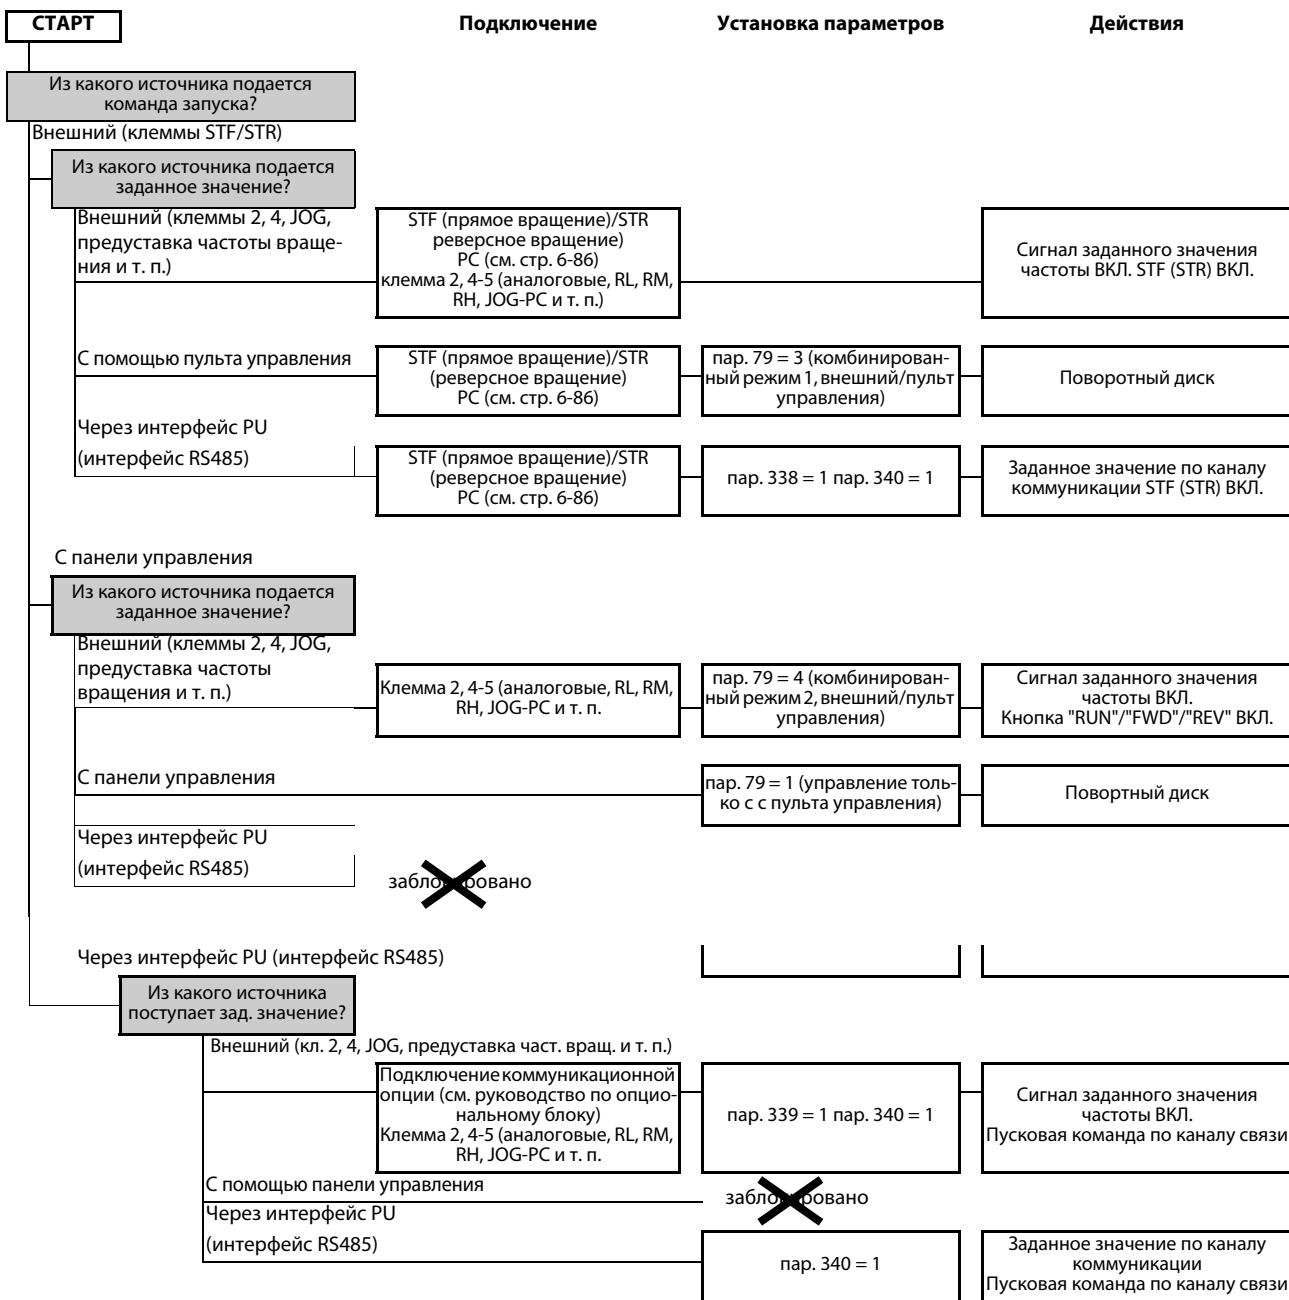 СТАРТ
Подключение
Установка параметров
Действия
Из какого источника подается
команда запуска?
Внешний (клеммы STF/STR)
Из какого источника подается
заданное значение?
Внешний (клеммы 2, 4, JOG,
предуставка частоты враще-
ния и т. п.)
STF (прямое вращение)/STR
реверсное вращение)
PC (см. стр. 6-86)
клемма 2, 4-5 (аналоговые, RL, RM,
RH, JOG-PC и т. п.)
Сигнал заданного значения
частоты ВКЛ. STF (STR) ВКЛ.
С помощью пульта управления
STF (прямое вращение)/STR
(реверсное вращение)
PC (см. стр. 6-86)
пар. 79 = 3 (комбинирован-
ный режим 1, внешний/пульт
управления)
Поворотный диск
Через интерфейс PU
(интерфейс RS485)
STF (прямое вращение)/STR
(реверсное вращение)
PC (см. стр. 6-86)
пар. 338 = 1 пар. 340 = 1
Заданное значение по каналу
коммуникации STF (STR) ВКЛ.
С панели управления
Из какого источника подается
заданное значение?
Внешний (клеммы 2, 4, JOG,
предуставка частоты
вращения и т. п.)
Клемма 2, 4-5 (аналоговые, RL, RM,
RH, JOG-PC и т. п.
пар. 79 = 4 (комбинирован-
ный режим 2, внешний/пульт
управления)
Сигнал заданного значения
частоты ВКЛ.
Кнопка "RUN"/"FWD"/"REV" ВКЛ.
С панели управления
пар. 79 = 1 (управление толь-
ко с с пульта управления)
Повортный диск
Через интерфейс PU
(интерфейс RS485)
заблокировано
Через интерфейс PU (интерфейс RS485)
Из какого источника
поступает зад. значение?
Внешний (кл. 2, 4, JOG, предуставка част. вращ. и т. п.)
Подключение коммуникационной
опции (см. руководство по опцио-
нальному блоку)
Клемма 2, 4-5 (аналоговые, RL, RM,
RH, JOG-PC и т. п.
пар. 339 = 1 пар. 340 = 1
Сигнал заданного значения
частоты ВКЛ.
Пусковая команда по каналу связи
С помощью панели управления
заблокировано
Через интерфейс PU
(интерфейс RS485)
пар. 340 = 1
Заданное значение по каналу
коммуникации
Пусковая команда по каналу связи